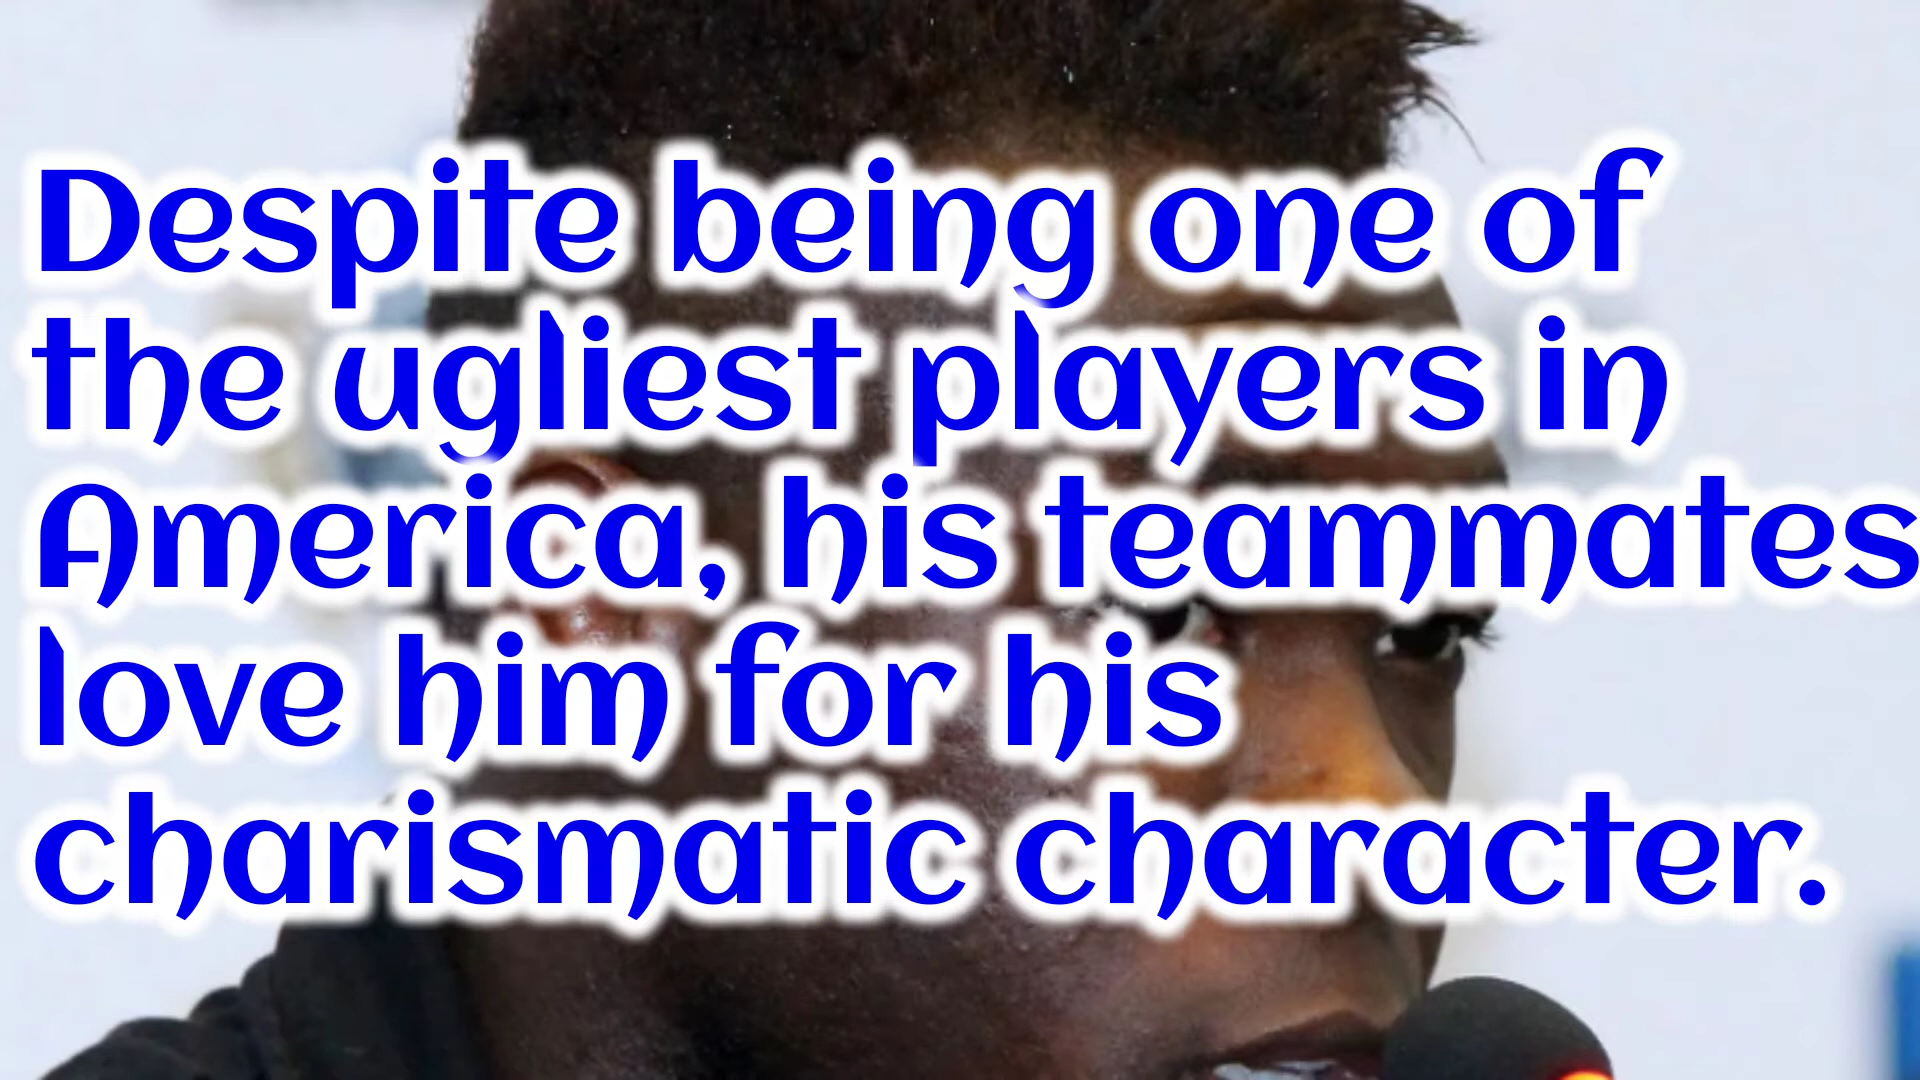 Despite being one of
the ugliest players in
America, his teammates
love him for his
charismatic character.